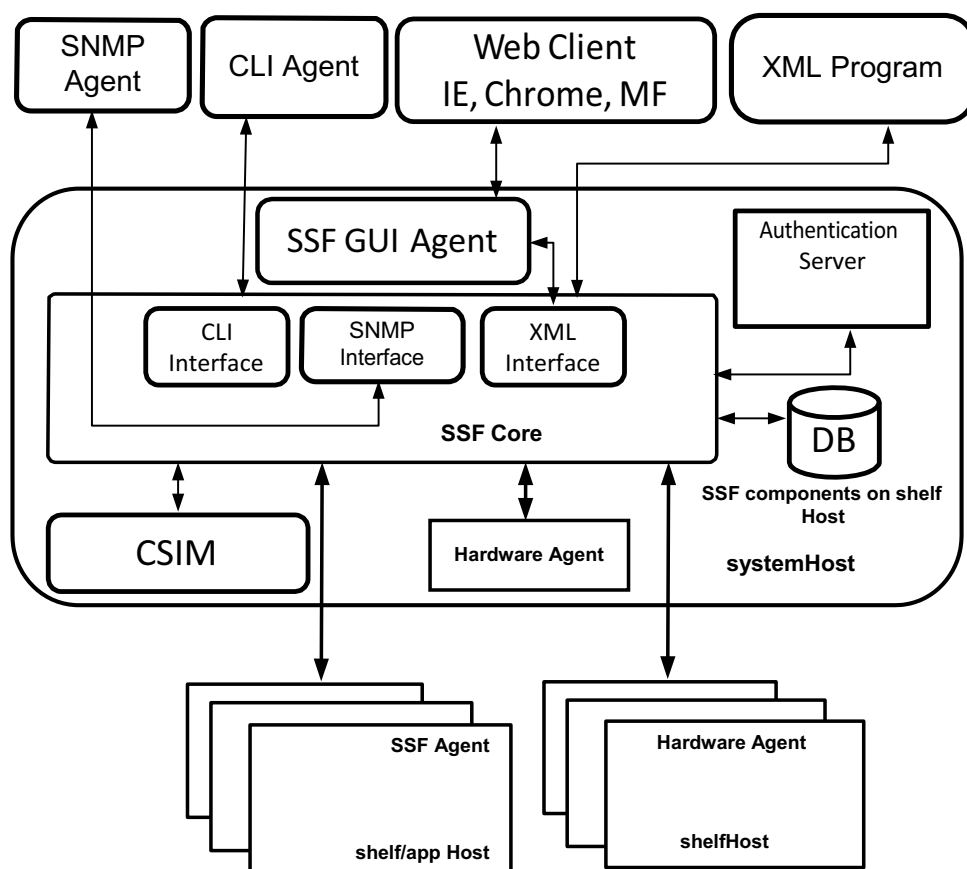 SNMP
Agent
CLI Agent
Web Client
IE, Chrome, MF
XML Program
SSF GUI Agent
Authentication
Server
CLI
Interface
SNMP
Interface
XML
Interface
SSF Core
DB
SSF components on shelf
Host
CSIM
Hardware Agent
systemHost
SSF Agent
shelf/app Host
Hardware Agent
shelfHost